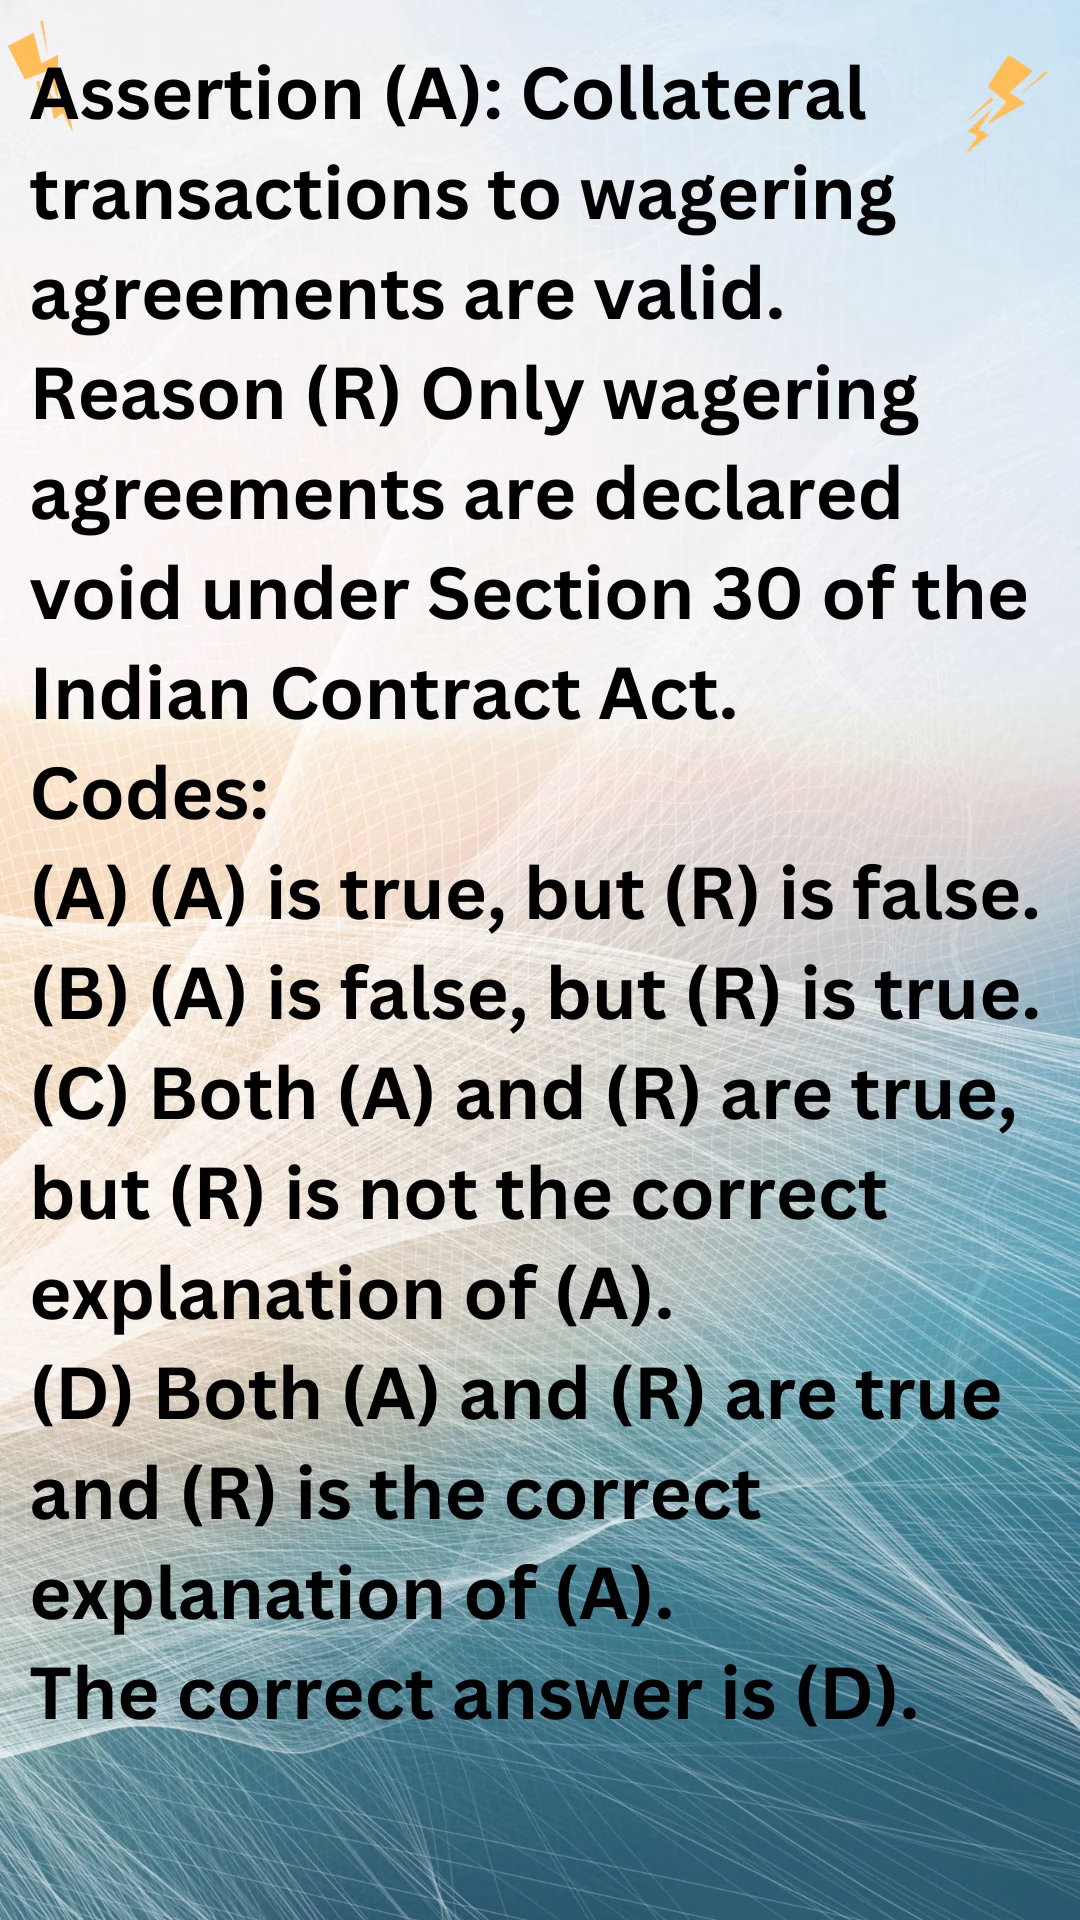 Assertion (A): Collateral
transactions to wagering
agreements are valid.
Reason (R) Only wagering
agreements are declared
void under Section 30 of the
Indian Contract Act.
Codes:
(A) (A) is true, but (R) is false.
(B) (A) is false, but (R) is true.
(C) Both (A) and (R) are true,
but (R) is not the correct
explanation of (A).
(D) Both (A) and (R) are true
and (R) is the correct
explanation of (A).
The correct answer is (D).